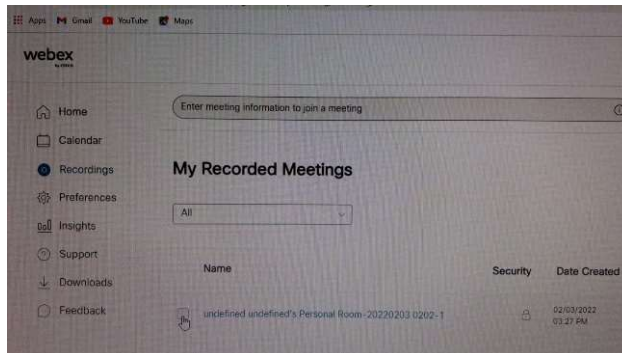 Apps Gmail YouTube Maps
webex
by CISCO
Home
Enter meeting information to join a meeting
Calendar
Recordings
My Recorded Meetings
Preferences
All
Insights
Support
Name Security Date Created
Downloads
Feedback
undefined undefined's Personal Room-20220203 0202-1
02/03/2022
03:27 PM